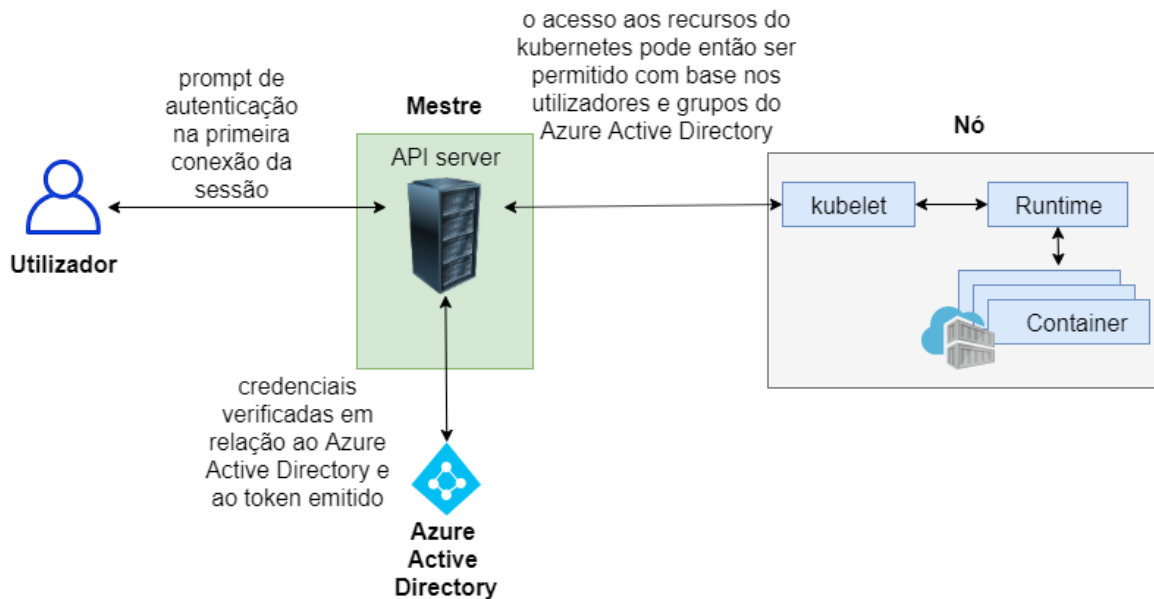 prompt de
autenticação
na primeira
conexão da
sessão
Utilizador
Mestre
API server
o acesso aos recursos do
kubernetes pode então ser
permitido com base nos
utilizadores e grupos do
Azure Active Directory
Nó
kubelet
Runtime
Container
credenciais
verificadas em
relação ao Azure
Active Directory e
ao token emitido
Azure
Active
Directory